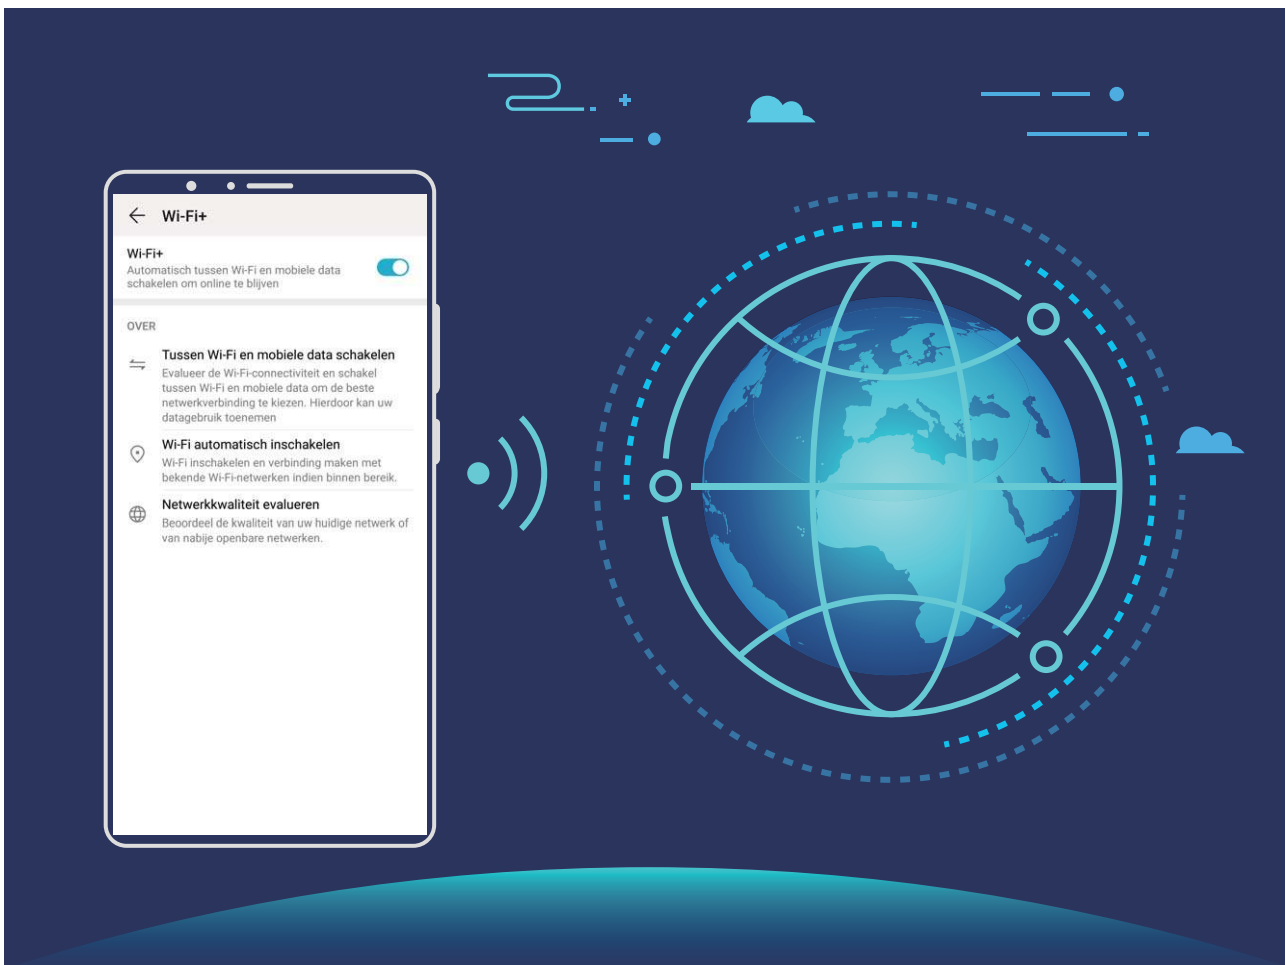 Wi-Fi+
Wi-Fi+
Automatisch tussen Wi-Fi en mobiele data
schakelen om online te blijven
OVER
Tussen Wi-Fi en mobiele data schakelen
Evalueer de Wi-Fi-connectiviteit en schakel
tussen Wi-Fi en mobiele data om de beste
netwerkverbinding te kiezen. Hierdoor kan uw
datagebruik toenemen
Wi-Fi automatisch inschakelen
Wi-Fi inschakelen en verbinding maken met
bekende Wi-Fi-netwerken indien binnen bereik.
Netwerkkwaliteit evalueren
Beoordeel de kwaliteit van uw huidige netwerk of
van nabije openbare netwerken.